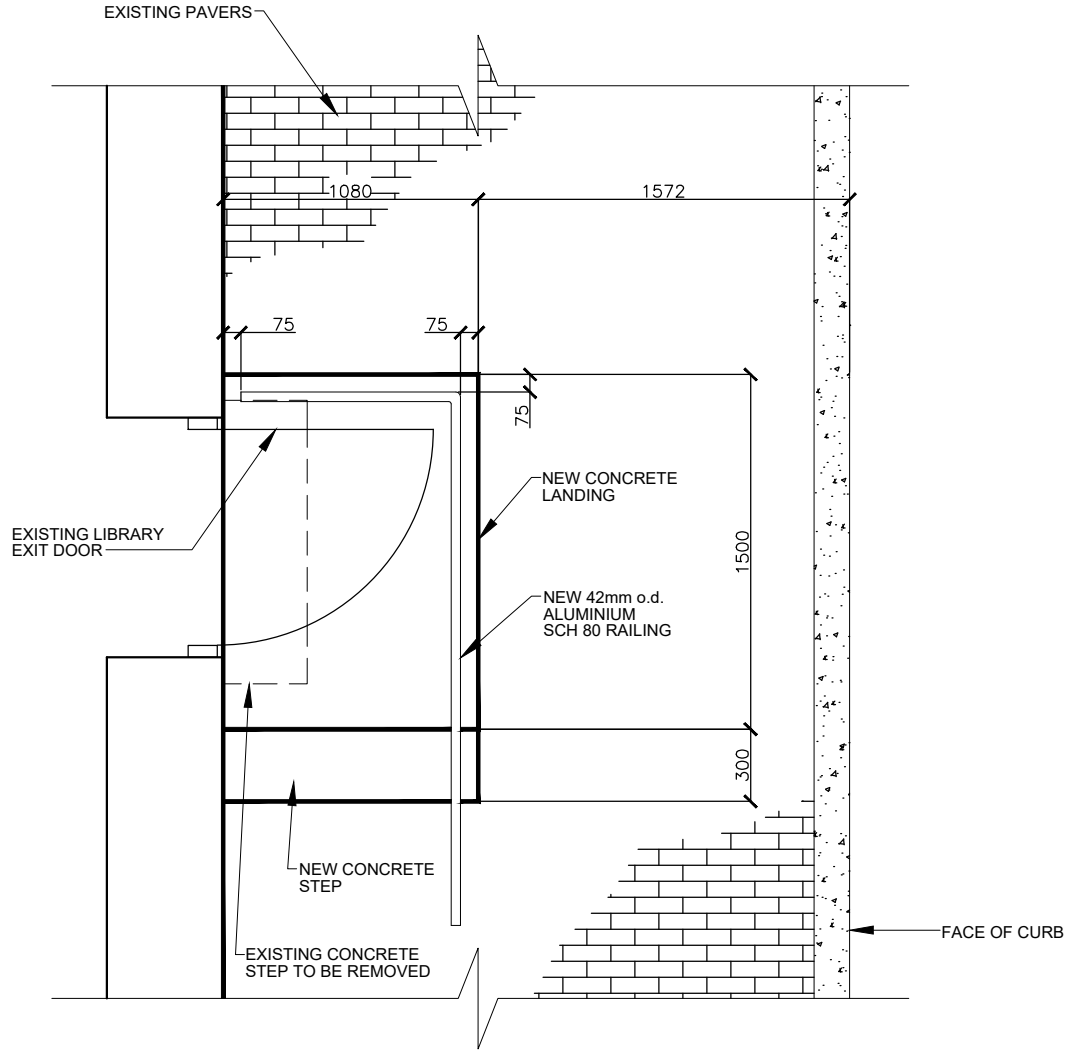 EXISTING PAVERS
1080
1572
75
75
75
NEW CONCRETE
LANDING
EXISTING LIBRARY
EXIT DOOR
1500
NEW 42mm o.d.
ALUMINIUM
SCH 80 RAILING
300
NEW CONCRETE
STEP
FACE OF CURB
EXISTING CONCRETE
STEP TO BE REMOVED